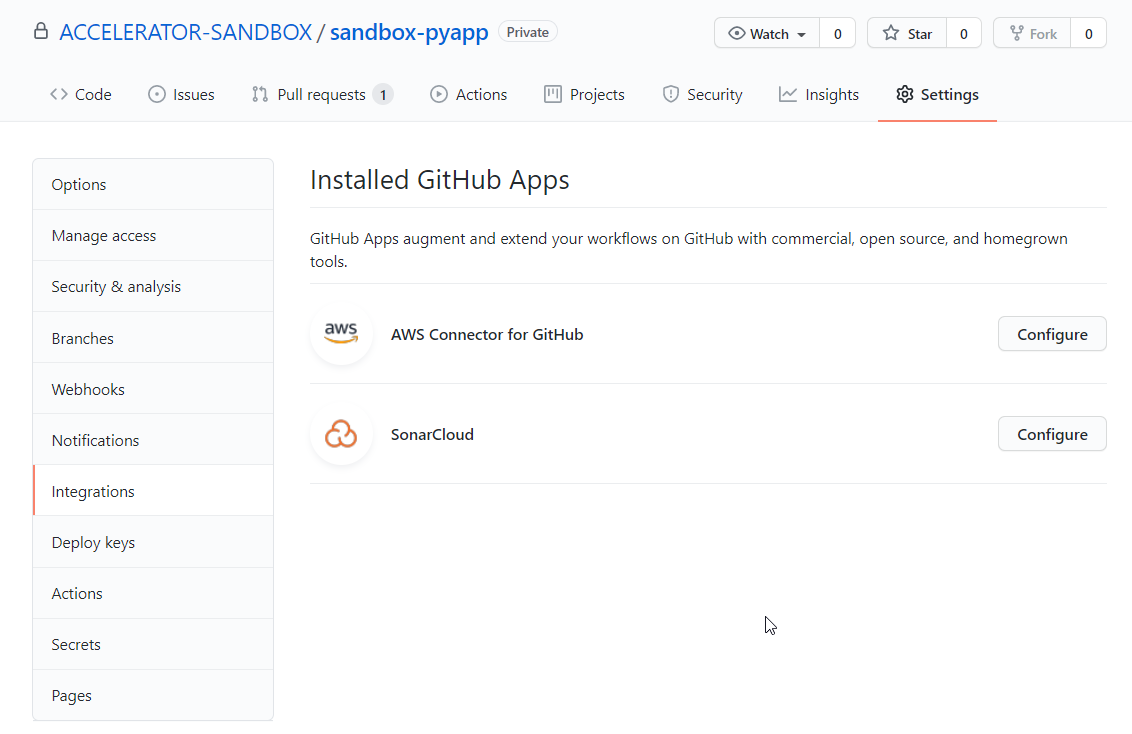 ACCELERATOR-SANDBOX / sandbox-pyapp Private Watch 0 Star 0 Fork 0
Code Issues Pull requests 1 Actions Projects Security Insights Settings
Options
Manage access
Security & analysis
Branches
Webhooks
Notifications
Integrations
Deploy keys
Actions
Secrets
Pages
Installed GitHub Apps
GitHub Apps augment and extend your workflows on GitHub with commercial, open source, and homegrown
tools.
aws AWS Connector for GitHub Configure
SonarCloud Configure